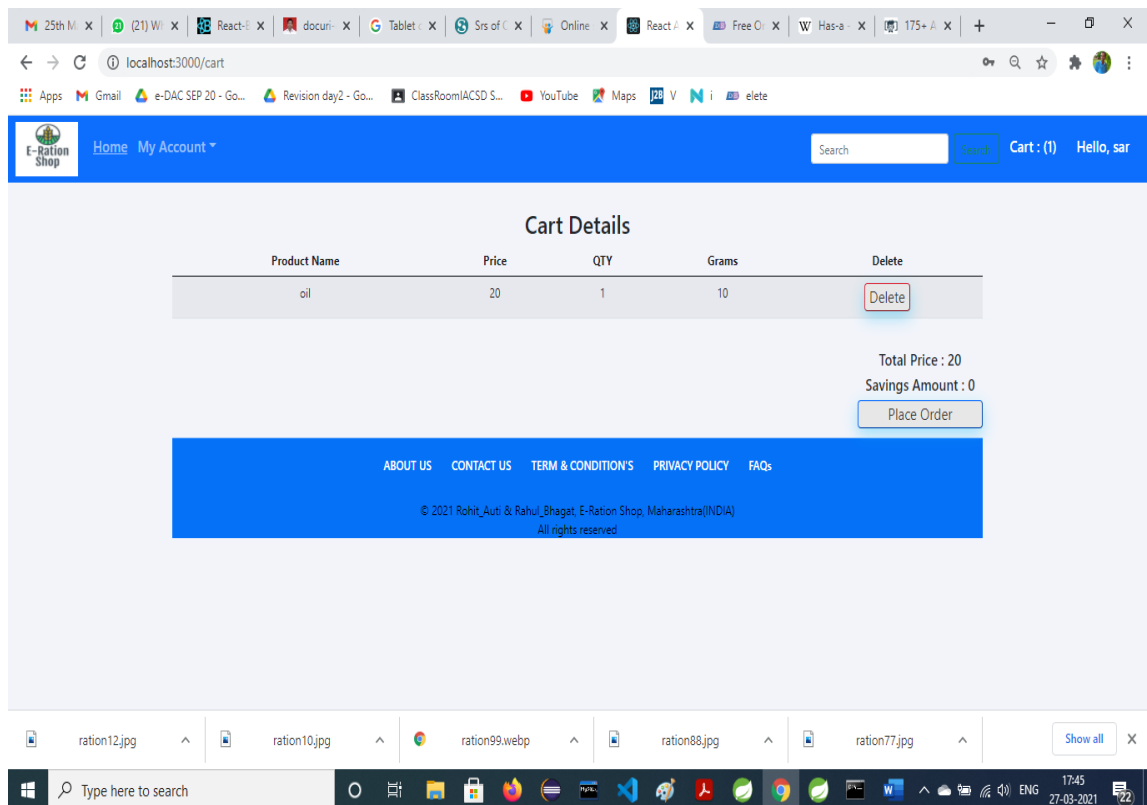 25th M
(21) W
React-E
docuri-
Tablet
Srs of C
Online
React A
Free Or
Has-a -
175+ A
localhost:3000/cart
Apps Gmail e-DAC SEP 20 - Go... Revision day2 - Go... ClassRoomIACSD S... YouTube Maps V i elete
E-Ration
Shop
Home My Account Search Search Cart : (1) Hello, sar
Cart Details
Product Name Price QTY Grams Delete
oil 20 1 10 Delete
Total Price : 20
Savings Amount : 0
Place Order
ABOUT US CONTACT US TERM & CONDITION'S PRIVACY POLICY FAQs
© 2021 Rohit_Auti & Rahul_Bhagat, E-Ration Shop, Maharashtra(INDIA)
All rights reserved
ration12.jpg ration10.jpg ration99.webp ration88.jpg ration77.jpg Show all
Type here to search ENG 17:45
27-03-2021 22